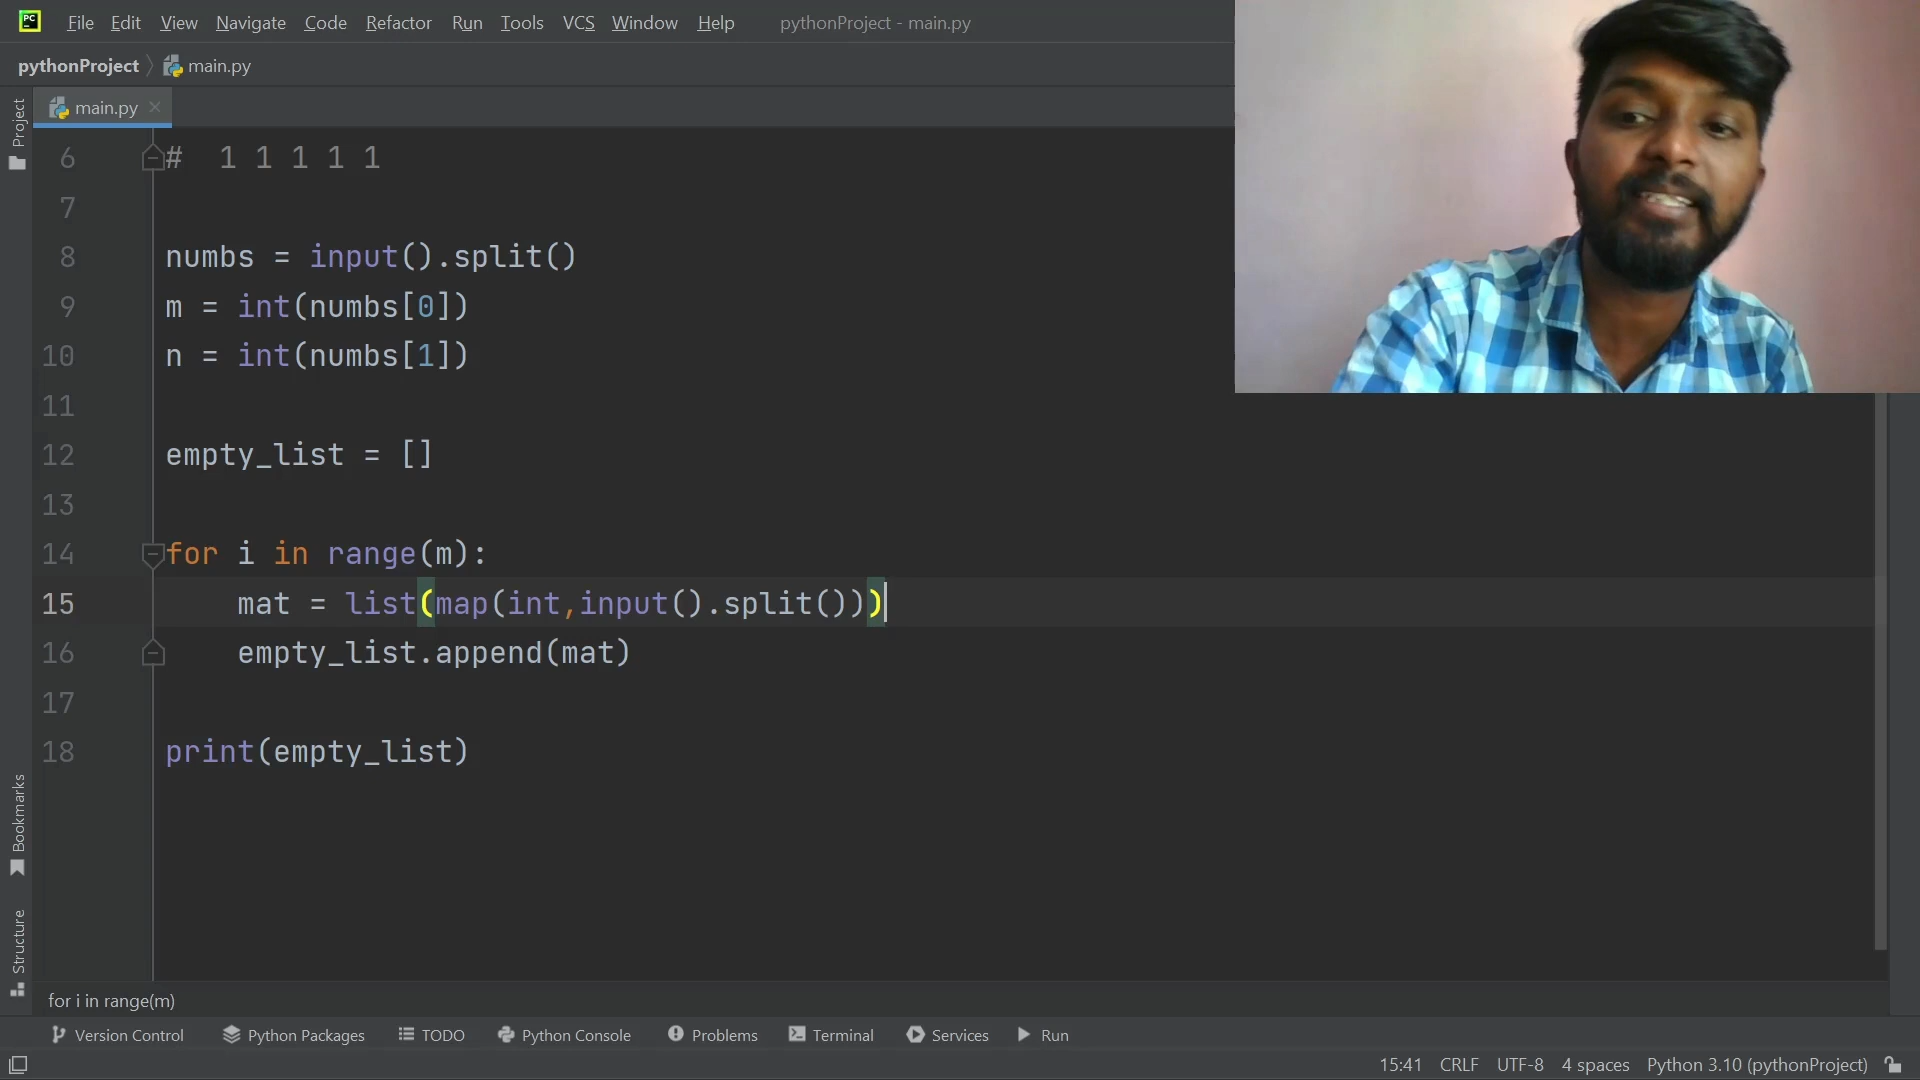 PC
File Edit View Navigate Code Refactor Run Tools VCS Window Help pythonProject - main.py
pythonProject main.py
main.py
Project
6 # 1 1 1 1 1
7
8 numbs = input().split()
9 m = int(numbs[0])
10 n = int(numbs[1])
11
12 empty_list = []
13
14 for i in range(m):
15 mat = list(map(int,input().split()))
16 empty_list.append(mat)
17
18 print(empty_list)
Bookmarks
Structure
for i in range(m)
Version Control Python Packages TODO Python Console Problems Terminal Services Run
15:41 CRLF UTF-8 4 spaces Python 3.10 (pythonProject)